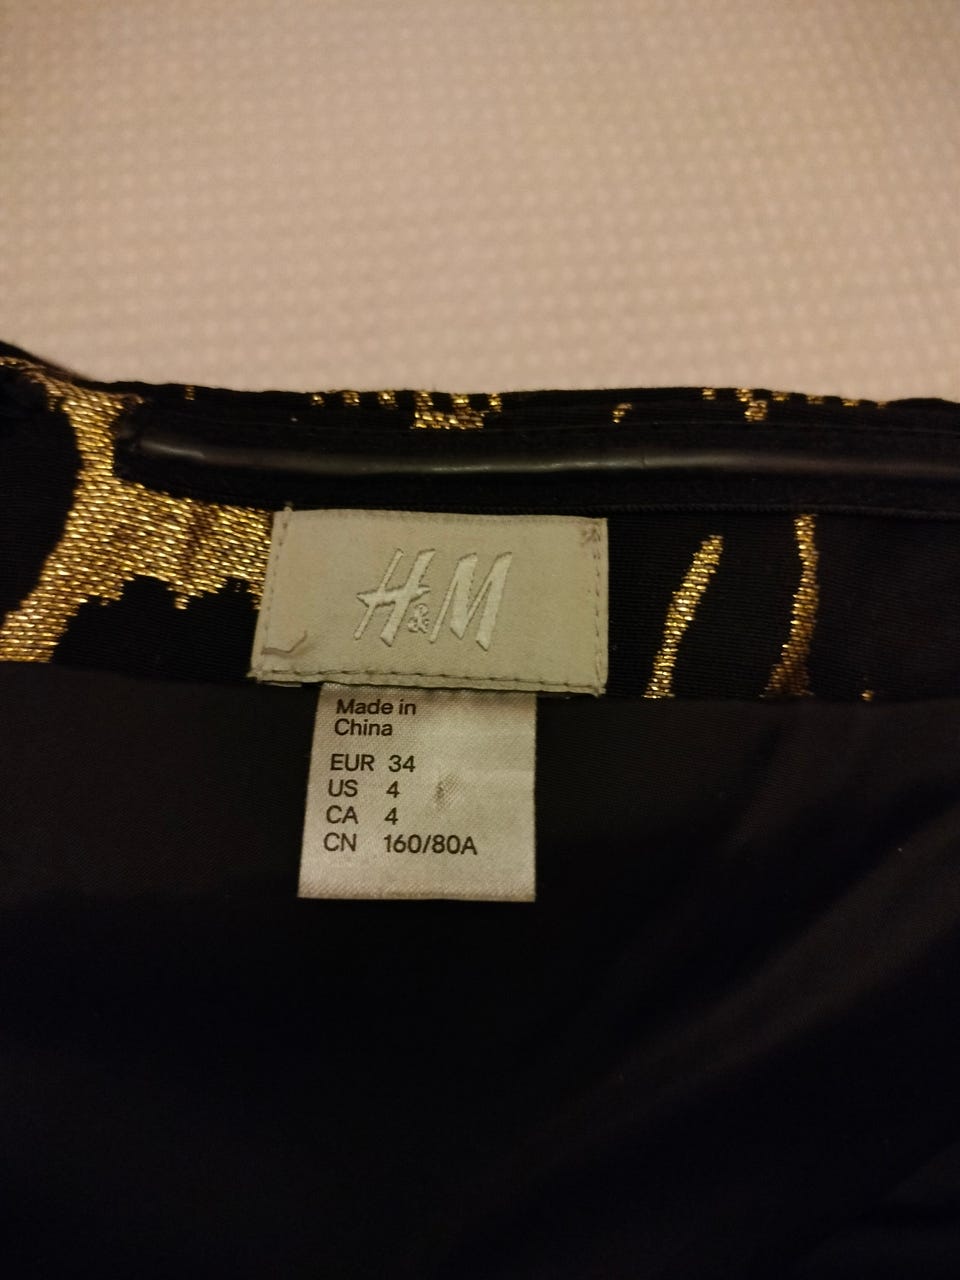 H&M
Made in
China
EUR 34
US 4
CA 4
CN 160/80A